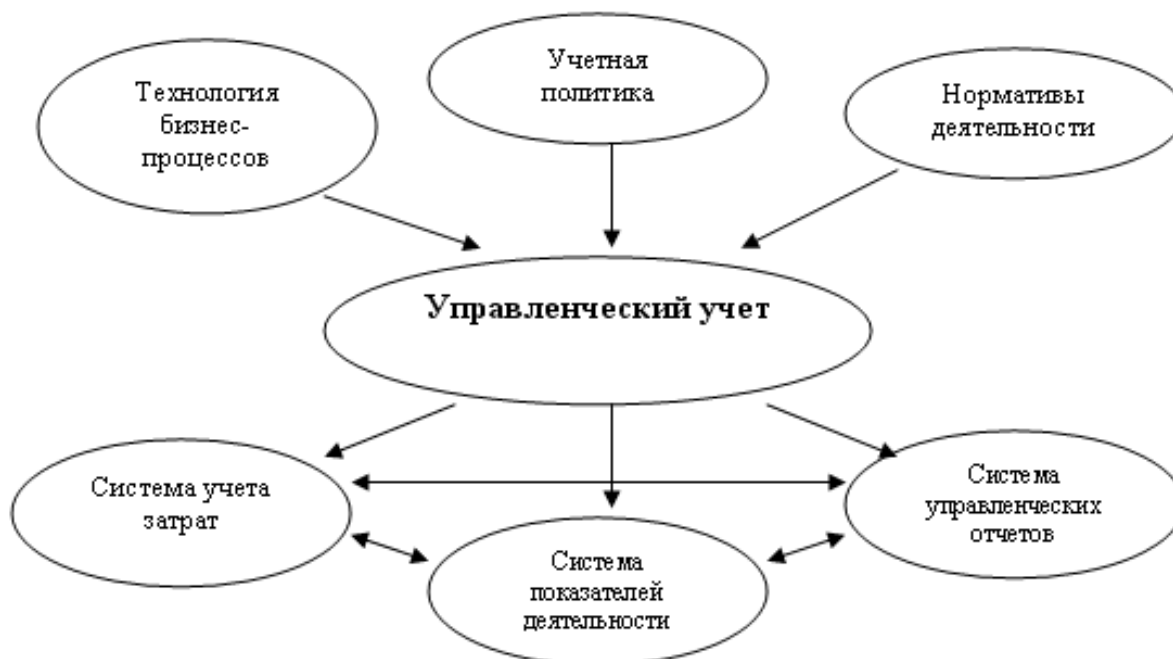 Технология
бизнес-
процессов
Учетная
политика
Нормативы
деятельности
Управленческий учет
Система учета
затрат
Система
показателей
деятельности
Система
управленческих
отчетов